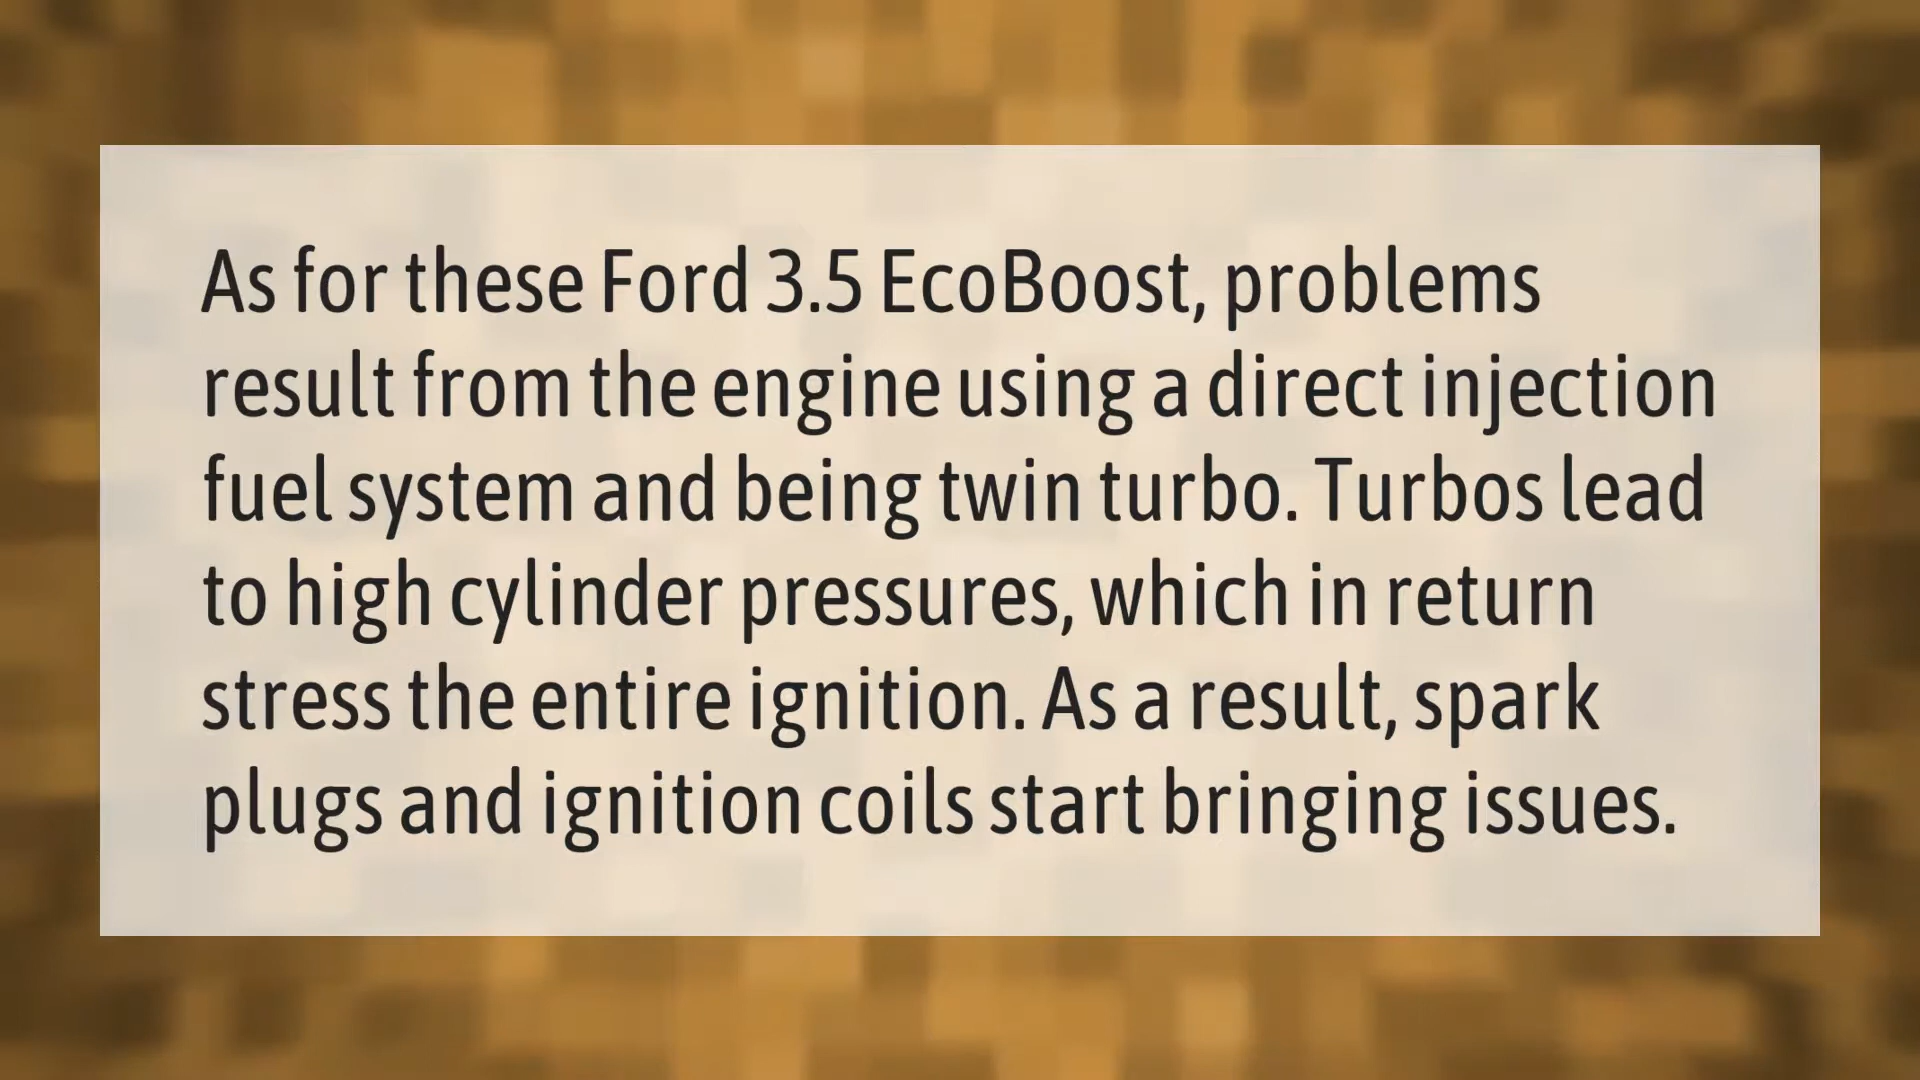 As for these Ford 3.5 EcoBoost, problems
result from the engine using a direct injection
fuel system and being twin turbo. Turbos lead
to high cylinder pressures, which in return
stress the entire ignition. As a result, spark
plugs and ignition coils start bringing issues.